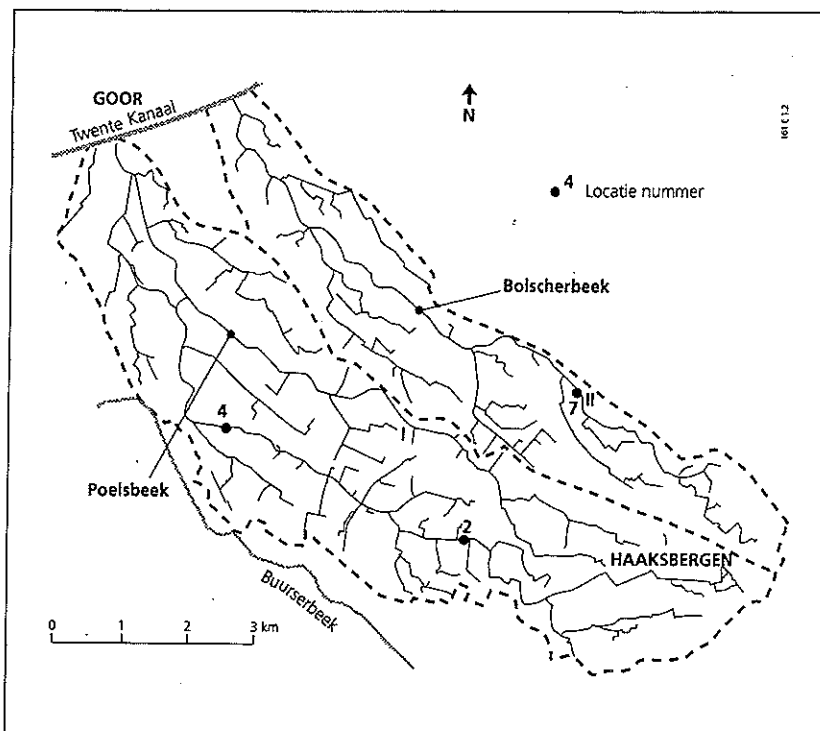 GOOR
Twente Kanaal
N
4 Locatie nummer
Bolscherbeek
7 II
4
I
Poelsbeek
2
HAAKSBERGEN
Buurserbeek
0 1 2 3 km